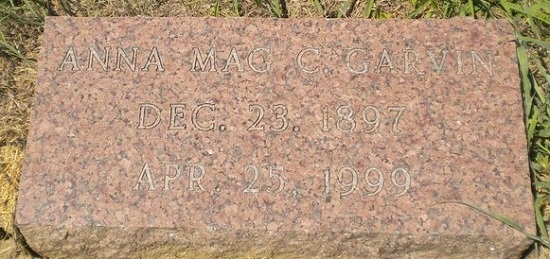 ANNA MAG C. GARVIN
DEC. 23. 1897
APR. 25, 1999